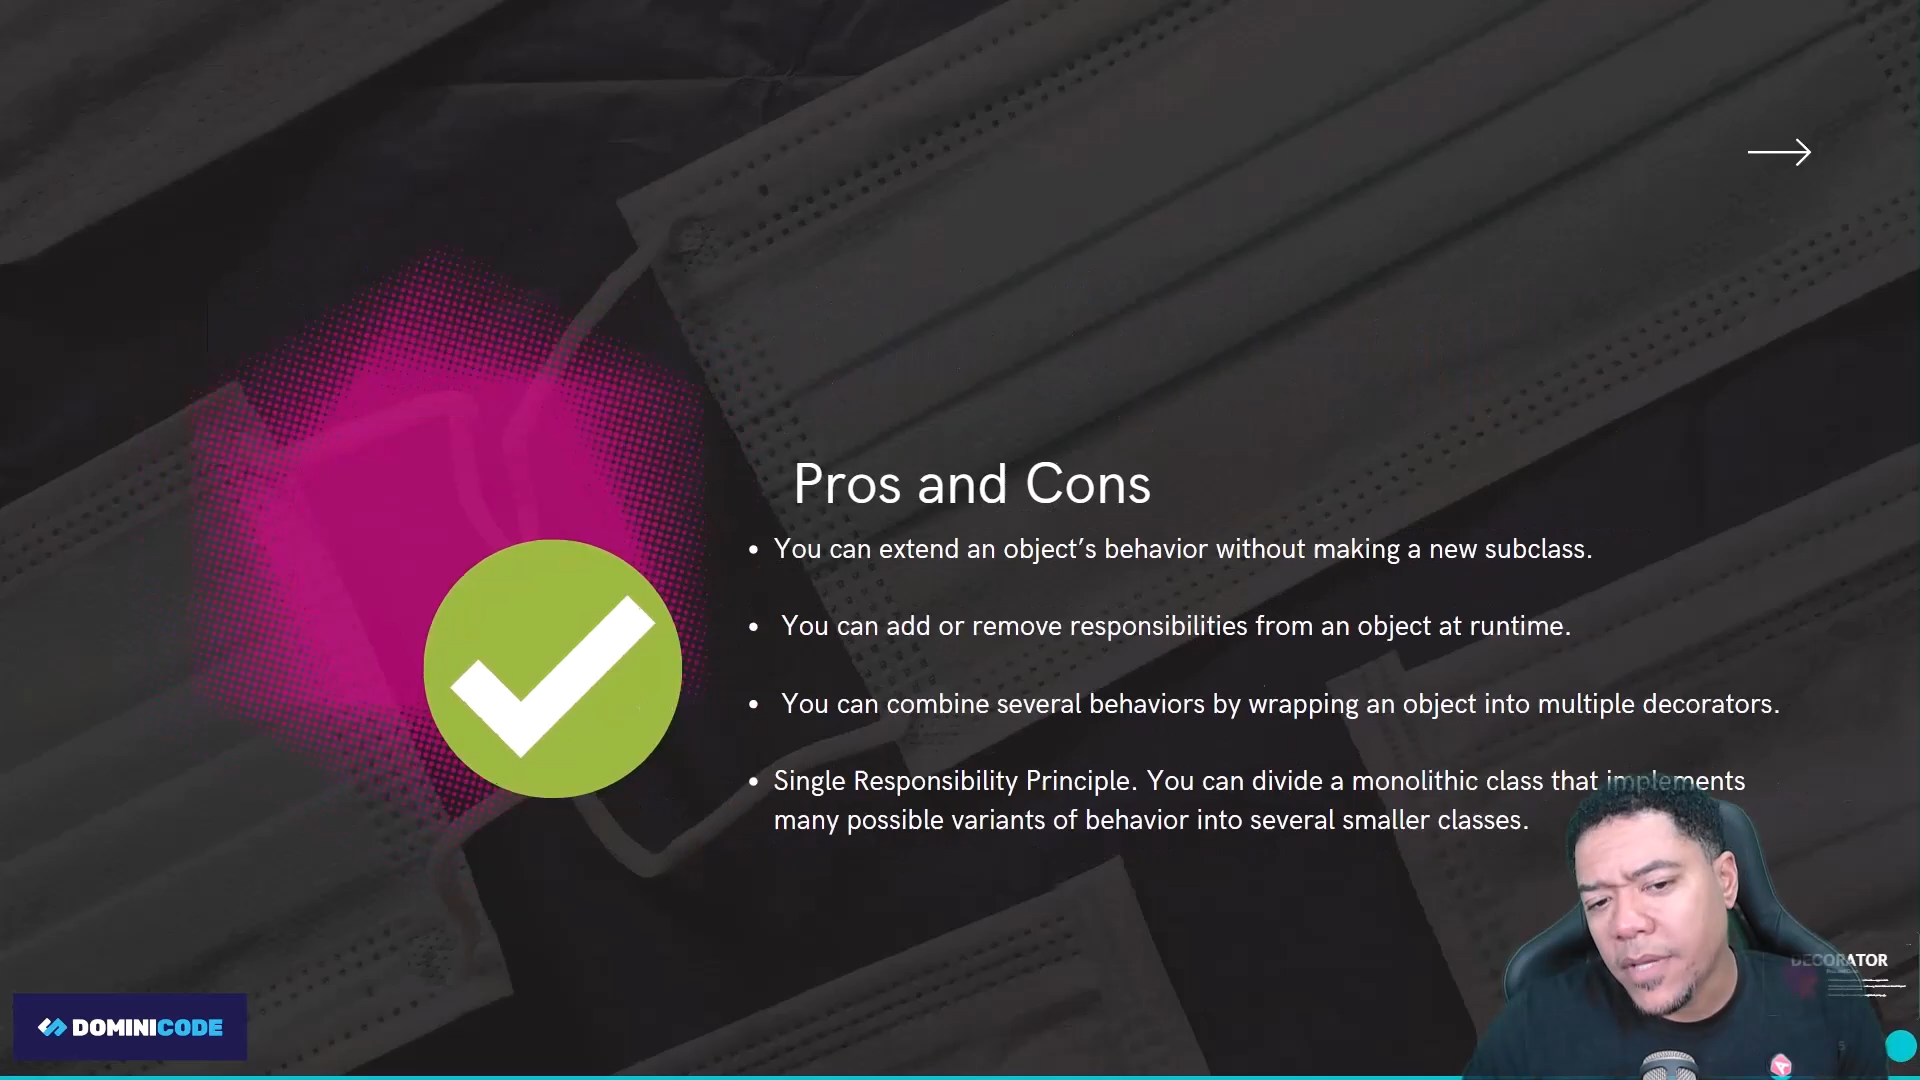 Pros and Cons
• You can extend an object’s behavior without making a new subclass.
• You can add or remove responsibilities from an object at runtime.
• You can combine several behaviors by wrapping an object into multiple decorators.
• Single Responsibility Principle. You can divide a monolithic class that implements
many possible variants of behavior into several smaller classes.
DECORATOR
DOMINICODE